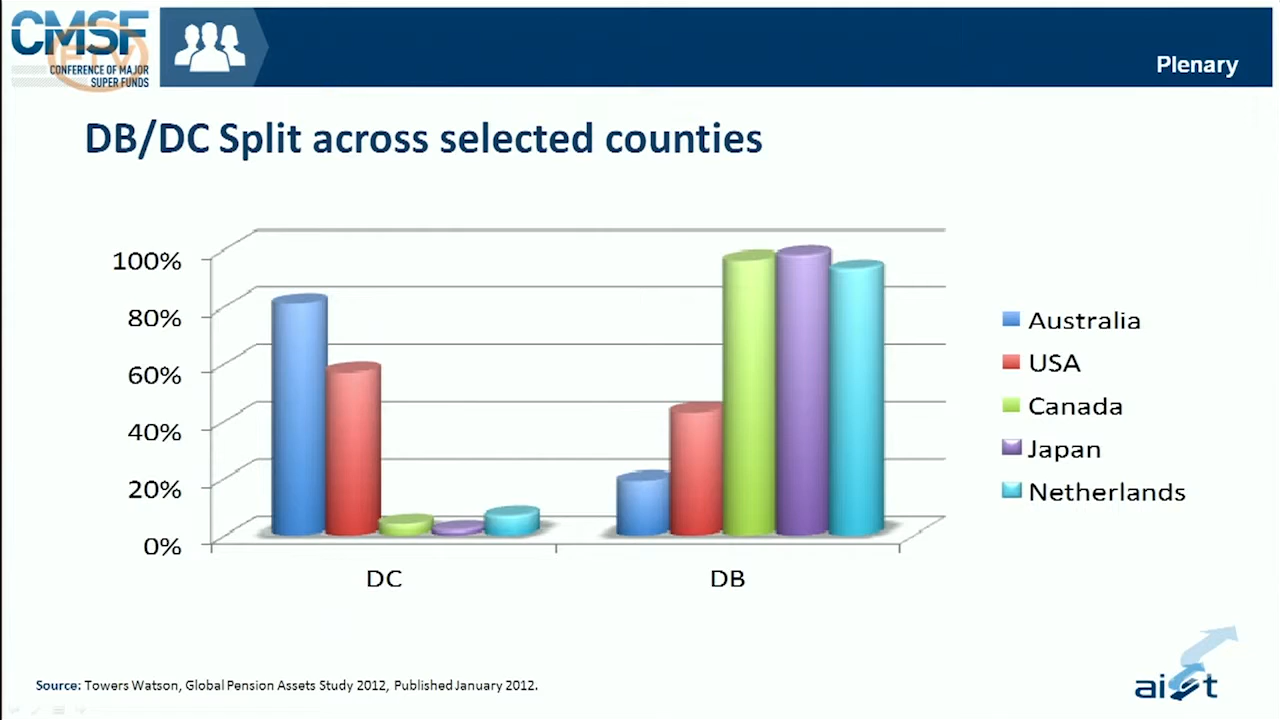 CMSF
CONFERENCE OF MAJOR
SUPER FUNDS
Plenary
DB/DC Split across selected counties
100%
80%
60%
40%
20%
0%
DC
DB
Australia
USA
Canada
Japan
Netherlands
Source: Towers Watson, Global Pension Assets Study 2012, Published January 2012.
aist